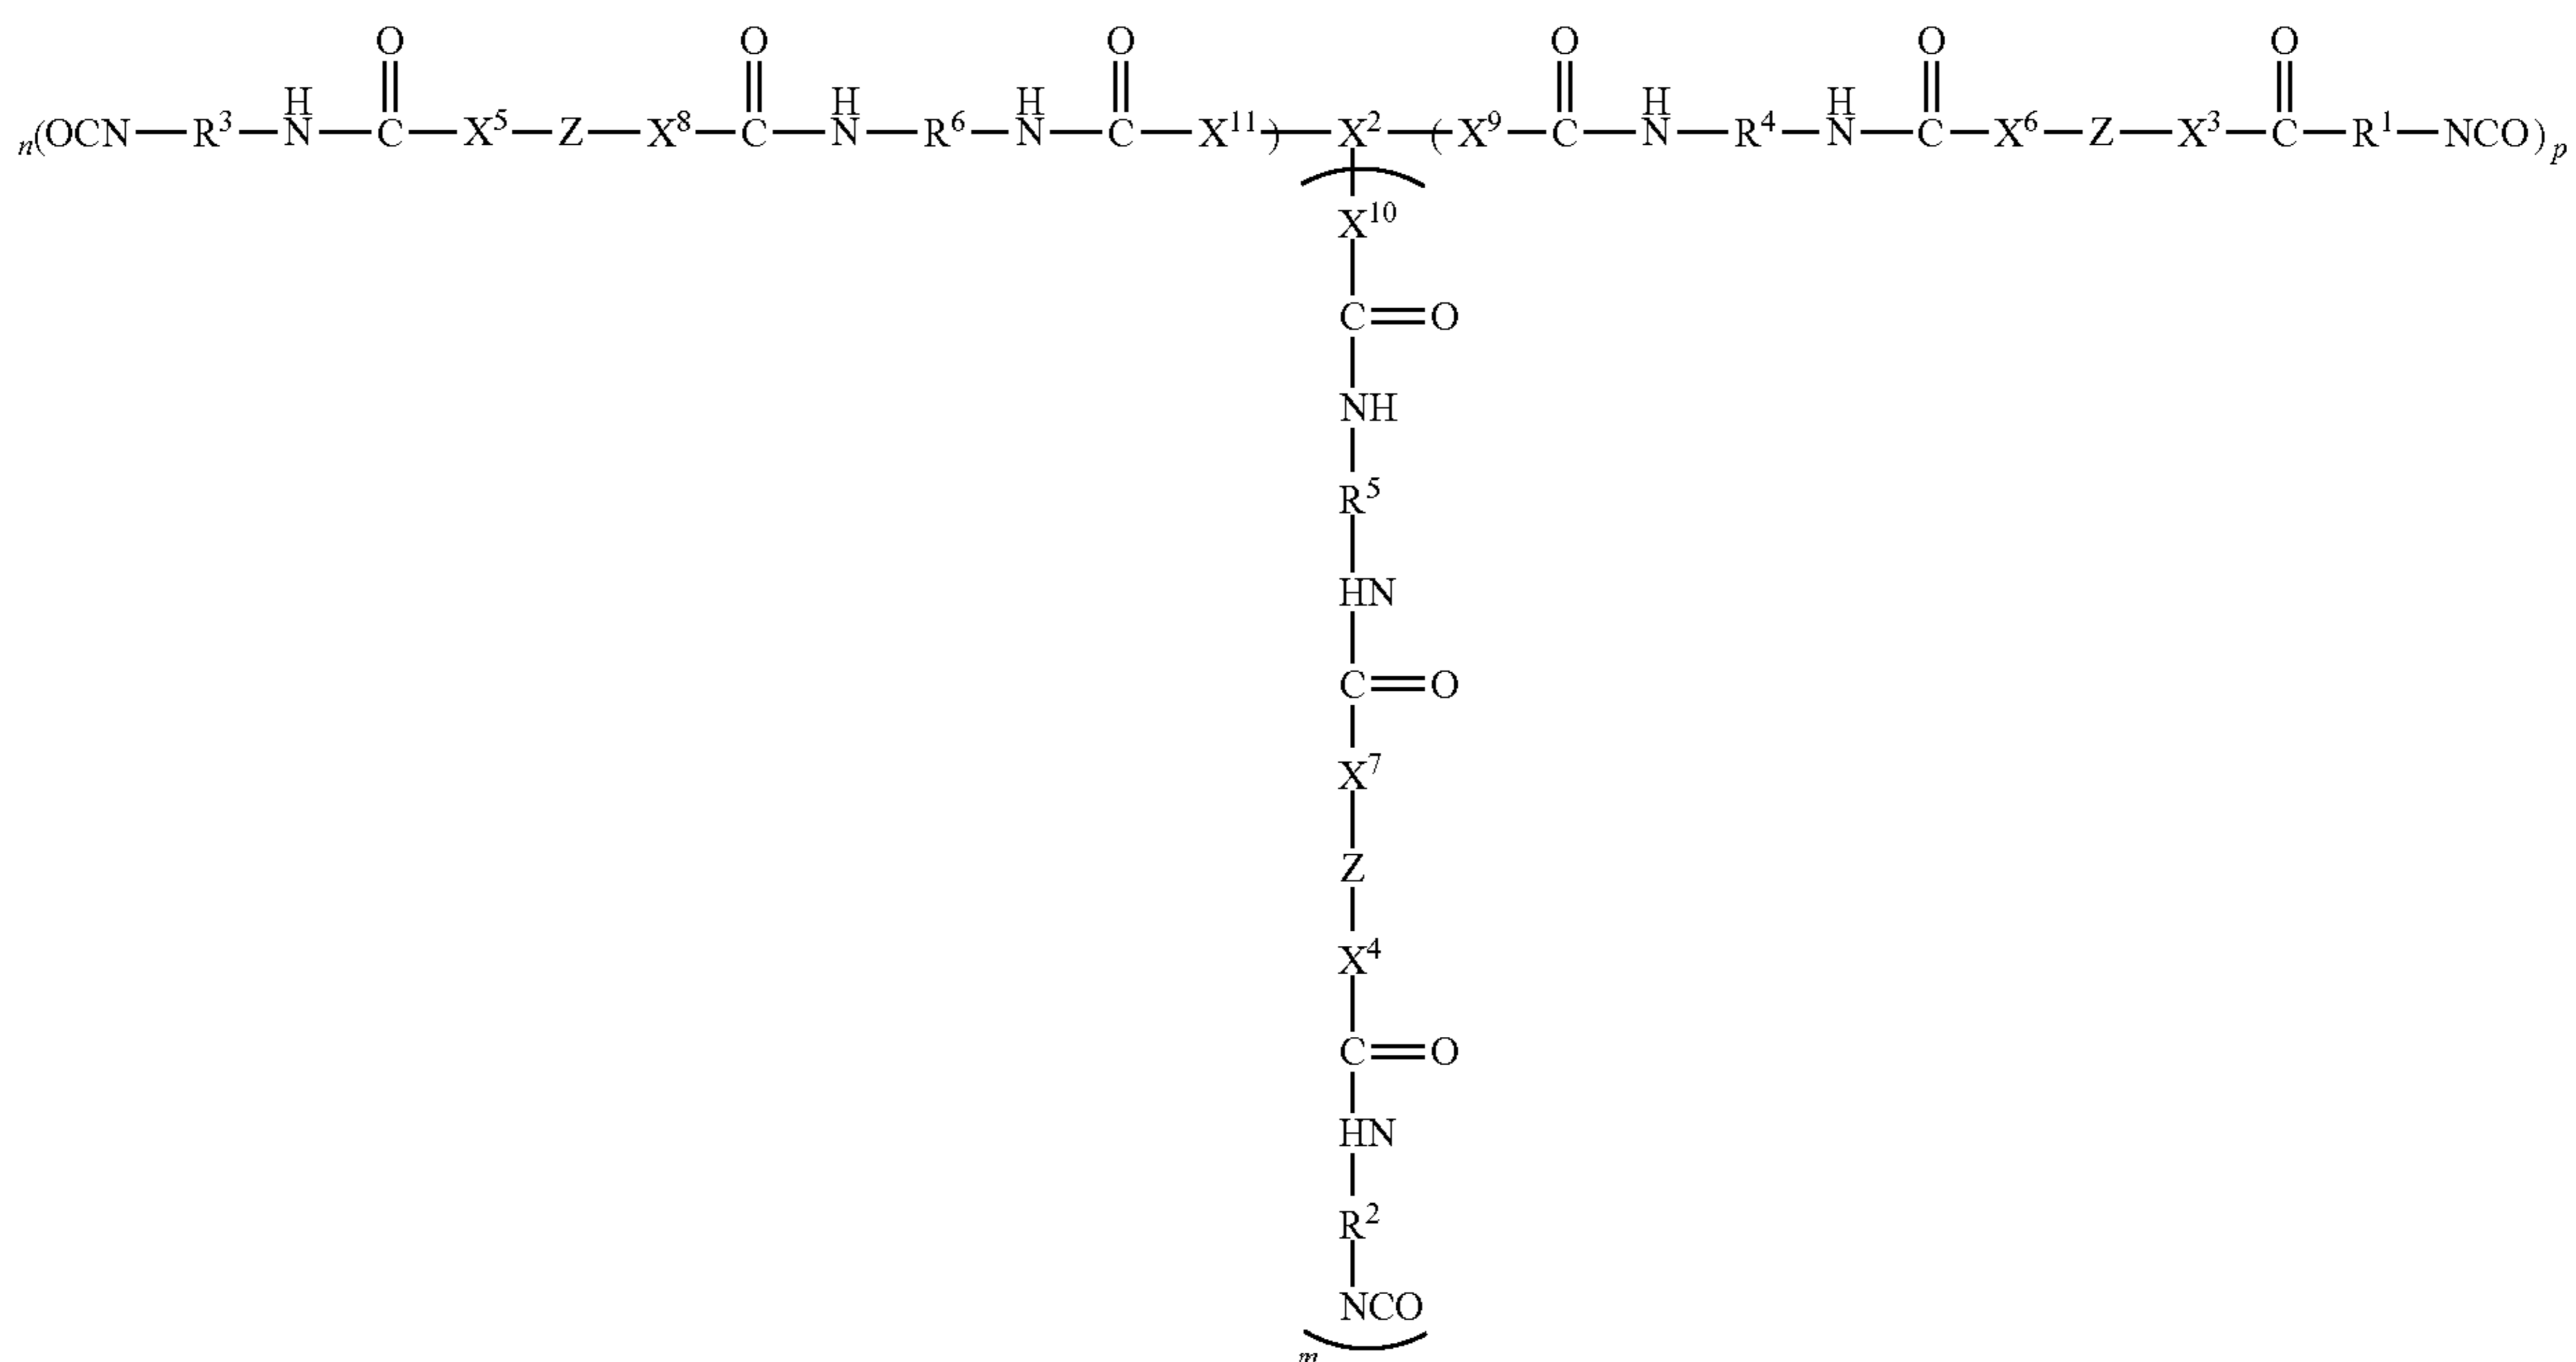 O O O O O O
H H H H H
n(OCN—R³—N—C—X⁵—Z—X⁸—C—N—R⁶—N—C—X¹¹)—X²—(X⁹—C—N—R⁴—N—C—X⁶—Z—X³—C—R¹—NCO)p
X¹⁰
C=O
NH
R⁵
HN
C=O
X⁷
Z
X⁴
C=O
HN
R²
NCO
m